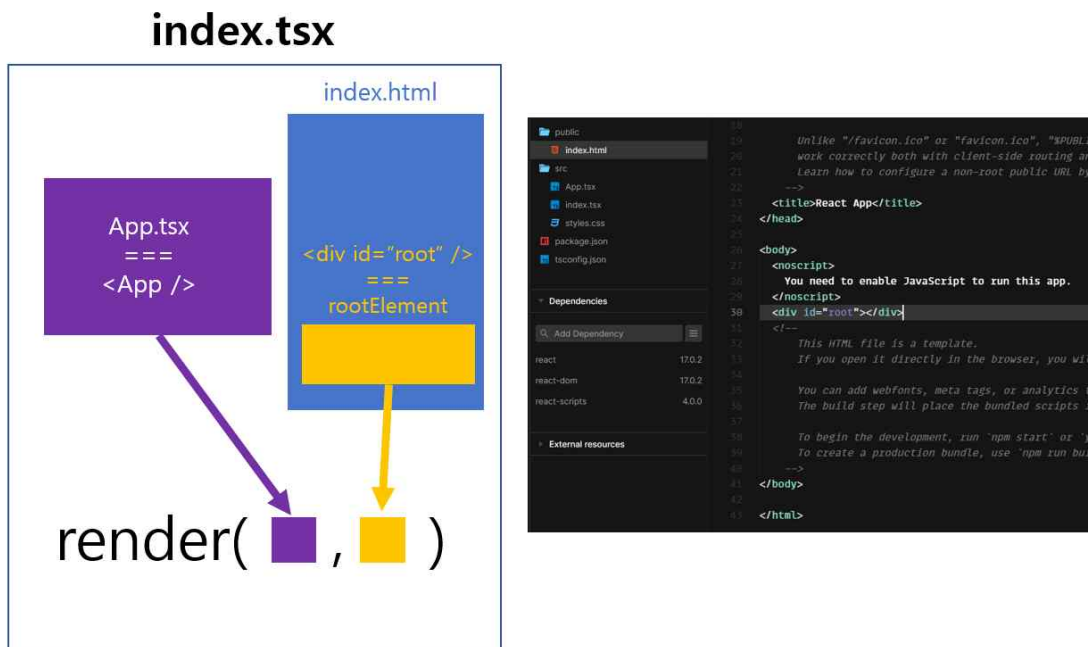 index.tsx
index.html
App.tsx
===
<App />
<div id="root" />
===
rootElement
render( , )
public
index.html
src
App.tsx
index.tsx
styles.css
package.json
tsconfig.json
Dependencies
Add Dependency
react 17.0.2
react-dom 17.0.2
react-scripts 4.0.0
External resources
18
19 Unlike "/favicon.ico" or "favicon.ico", "%PUBLI
20 work correctly both with client-side routing an
21 Learn how to configure a non-root public URL by
22 -->
23 <title>React App</title>
24 </head>
25
26 <body>
27 <noscript>
28 You need to enable JavaScript to run this app.
29 </noscript>
30 <div id="root"></div>
31 <!--
32 This HTML file is a template.
33 If you open it directly in the browser, you wil
34
35 You can add webfonts, meta tags, or analytics
36 The build step will place the bundled scripts
37
38 To begin the development, run `npm start` or
39 To create a production bundle, use `npm run bui
40 -->
41 </body>
42
43 </html>